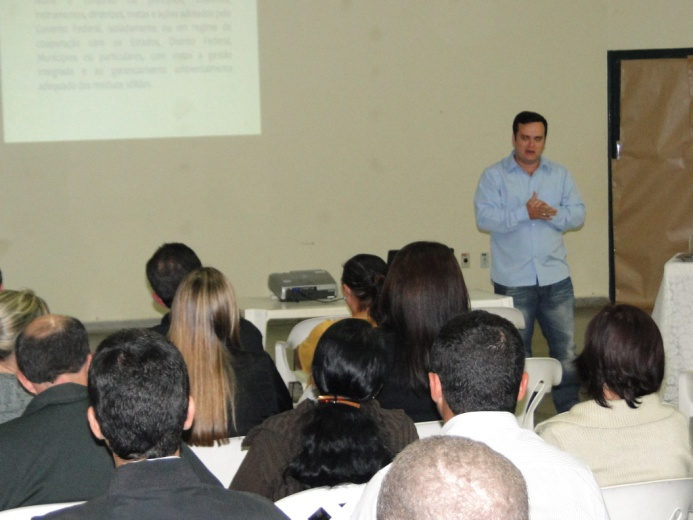 instrumentos, diretrizes, metas e ações adotados pelo
Governo Federal, isoladamente ou em regime de
cooperação com os Estados, Distrito Federal,
Municípios ou particulares, com vistas à gestão
integrada e ao gerenciamento ambientalmente
adequado dos resíduos sólidos.